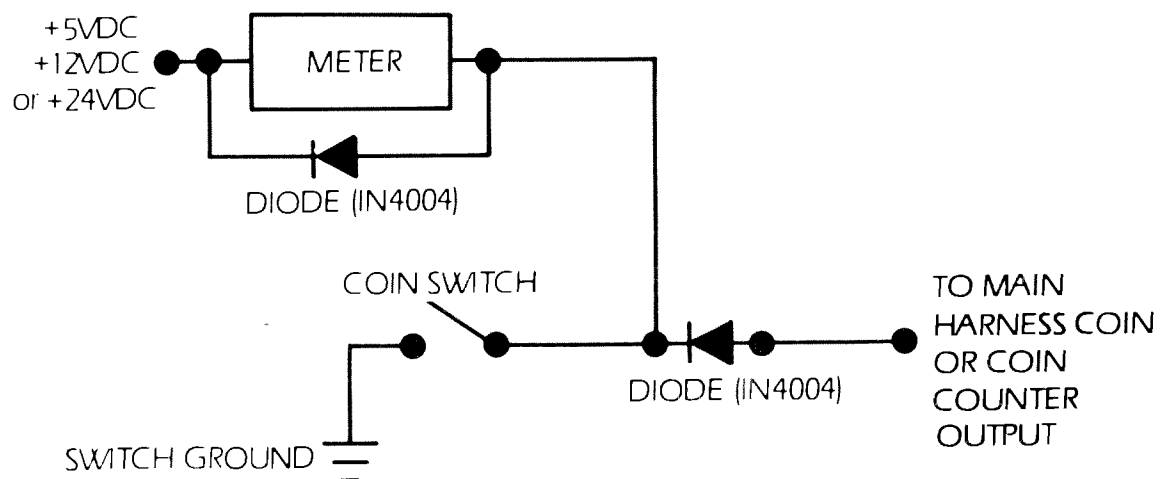 +5VDC
+12VDC
or +24VDC
METER
DIODE (IN4004)
COIN SWITCH
DIODE (IN4004)
TO MAIN
HARNESS COIN
OR COIN
COUNTER
OUTPUT
SWITCH GROUND